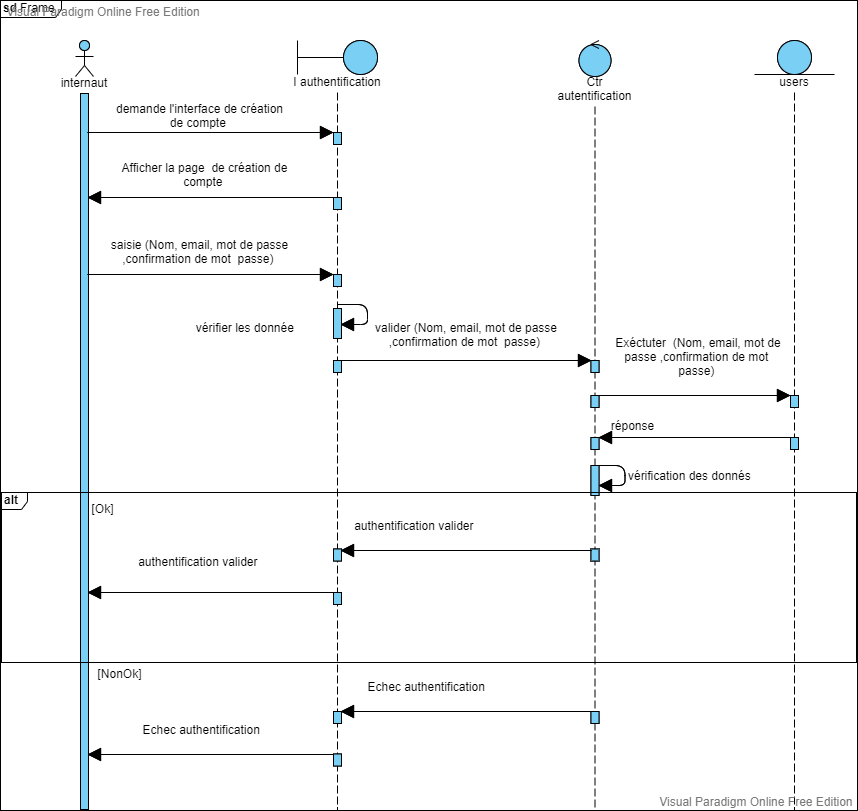 sd Frame
Visual Paradigm Online Free Edition
internaut
I authentification
Ctr
autentification
users
demande l'interface de création
de compte
Afficher la page de création de
compte
saisie (Nom, email, mot de passe
,confirmation de mot passe)
vérifier les donnée
valider (Nom, email, mot de passe
,confirmation de mot passe)
Exéctuter (Nom, email, mot de
passe ,confirmation de mot
passe)
réponse
vérification des donnés
alt
[Ok]
authentification valider
authentification valider
[NonOk]
Echec authentification
Echec authentification
Visual Paradigm Online Free Edition